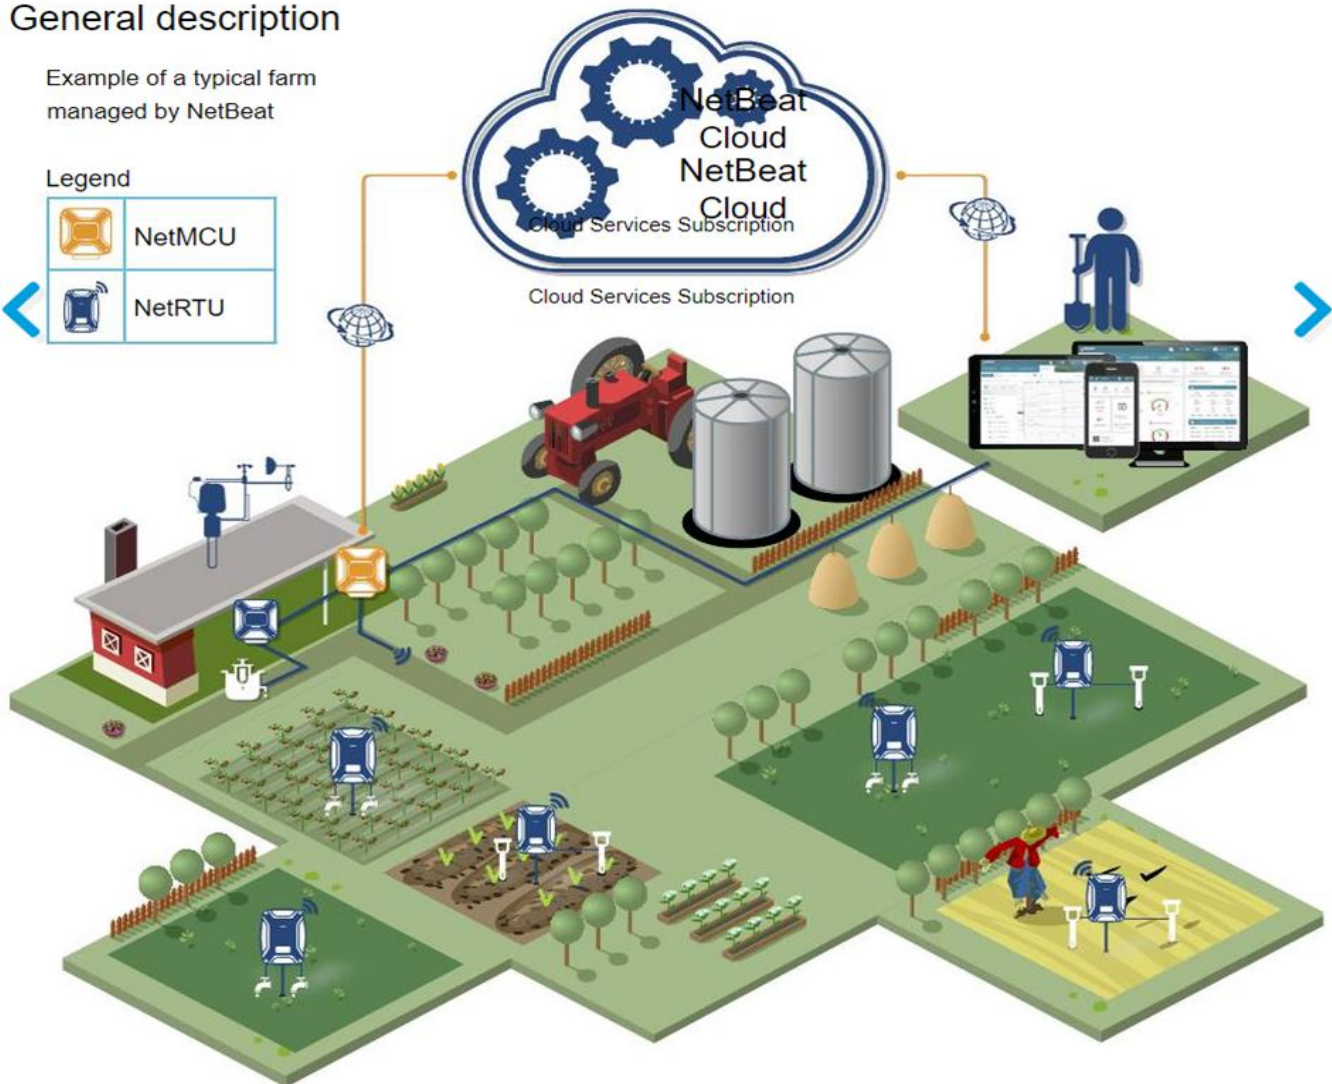 General description
Example of a typical farm
managed by NetBeat
Legend
NetMCU
NetRTU
NetBeat
Cloud
NetBeat
Cloud
Cloud Services Subscription
Cloud Services Subscription